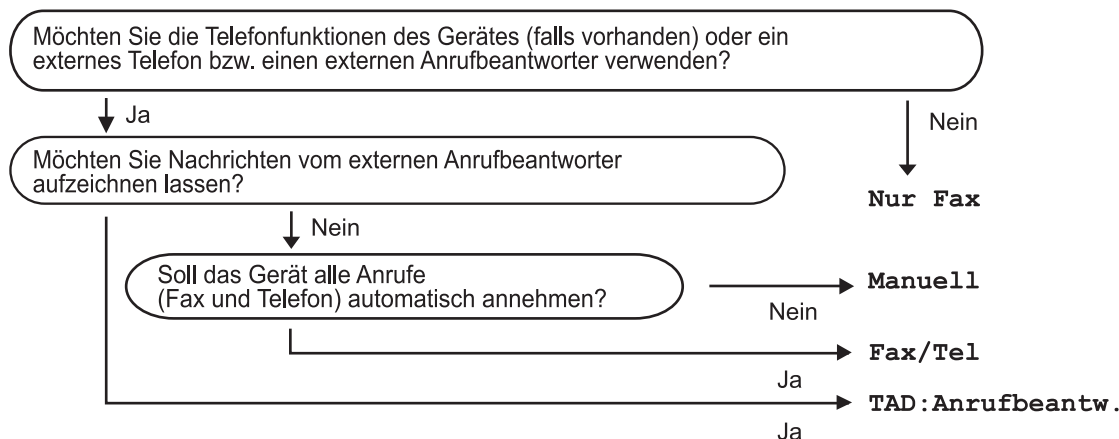 Möchten Sie die Telefonfunktionen des Gerätes (falls vorhanden) oder ein
externes Telefon bzw. einen externen Anrufbeantworter verwenden?
Ja
Nein
Möchten Sie Nachrichten vom externen Anrufbeantworter
aufzeichnen lassen?
Nur Fax
Nein
Soll das Gerät alle Anrufe
(Fax und Telefon) automatisch annehmen?
Manuell
Nein
Fax/Tel
Ja
TAD:Anrufbeantw.
Ja